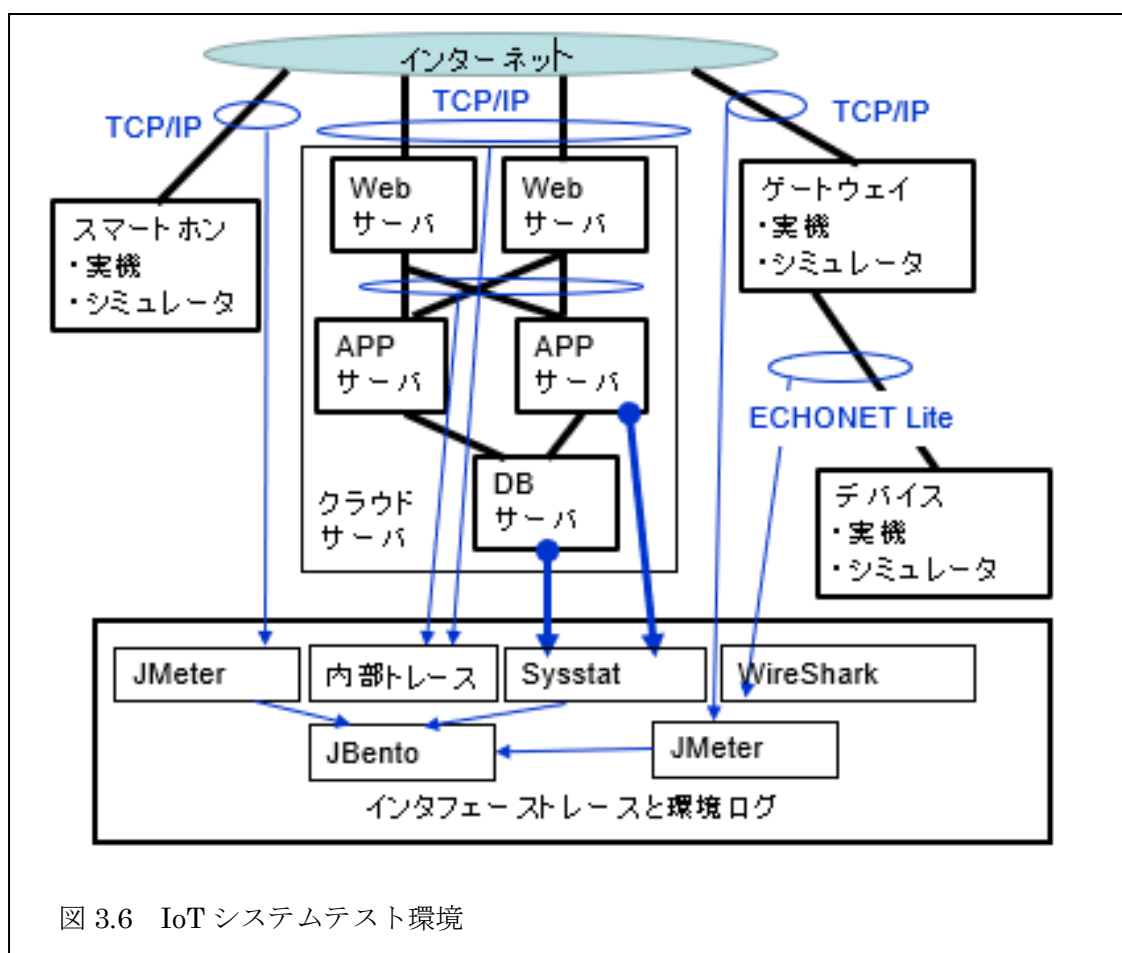 インターネット
TCP/IP
TCP/IP
TCP/IP
Web
サーバ
Web
サーバ
スマートホン
・実機
・シミュレータ
ゲートウェイ
・実機
・シミュレータ
APP
サーバ
APP
サーバ
ECHONET Lite
DB
サーバ
クラウド
サーバ
デバイス
・実機
・シミュレータ
JMeter
内部トレース
Sysstat
WireShark
JBento
JMeter
インタフェーストレースと環境ログ
図 3.6 IoT システムテスト環境